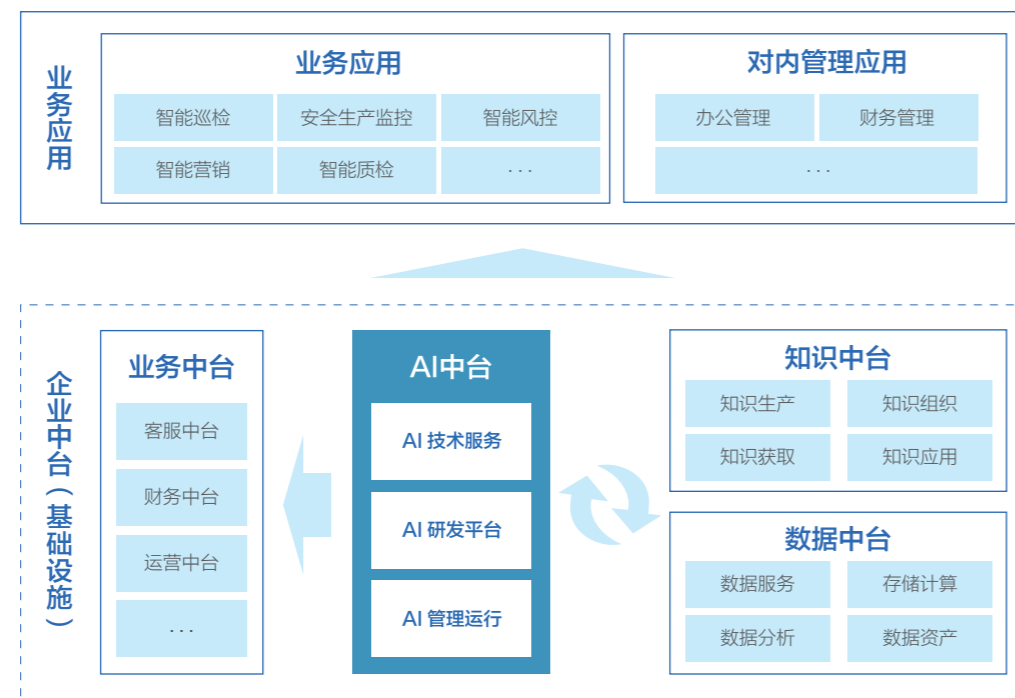 业务应用
业务应用
智能巡检
安全生产监控
智能风控
智能营销
智能质检
...
对内管理应用
办公管理
财务管理
...
企业中台(基础设施)
业务中台
客服中台
财务中台
运营中台
...
AI中台
AI 技术服务
AI 研发平台
AI 管理运行
知识中台
知识生产
知识组织
知识获取
知识应用
数据中台
数据服务
存储计算
数据分析
数据资产